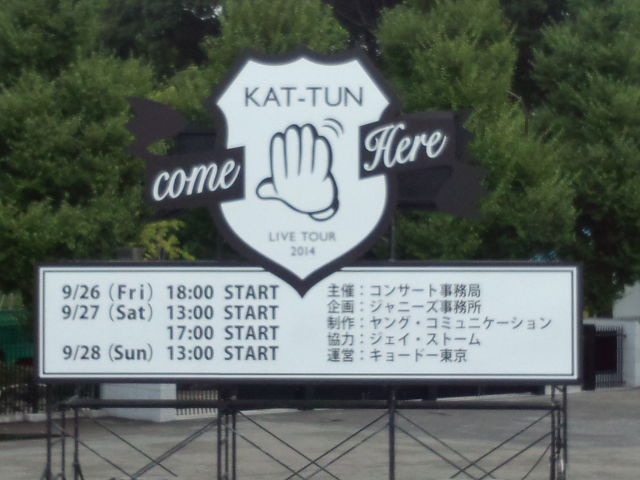 KAT-TUN
come Here
LIVE TOUR
2014
9/26 (Fri) 18:00 START
9/27 (Sat) 13:00 START
17:00 START
9/28 (Sun) 13:00 START
主催：コンサート事務局
企画：ジャニーズ事務所
制作：ヤング・コミュニケーション
協力：ジェイ・ストーム
運営：キョードー東京